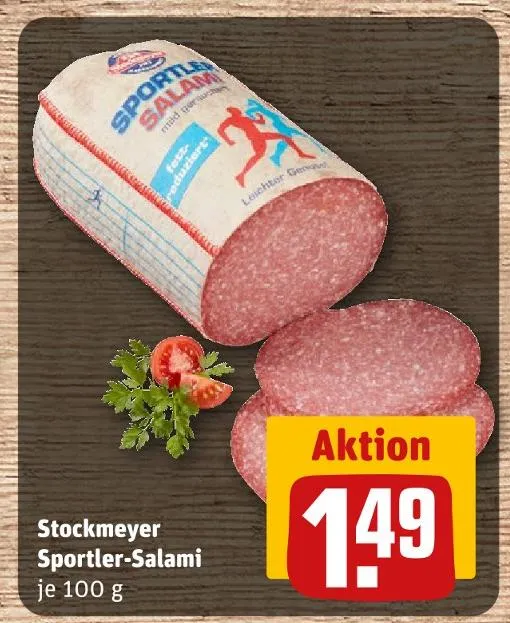 SPORTLER
SALAMI
mild geräuchert
fett-
reduziert*
Leichter Genuss!
Aktion
1.49
Stockmeyer
Sportler-Salami
je 100 g